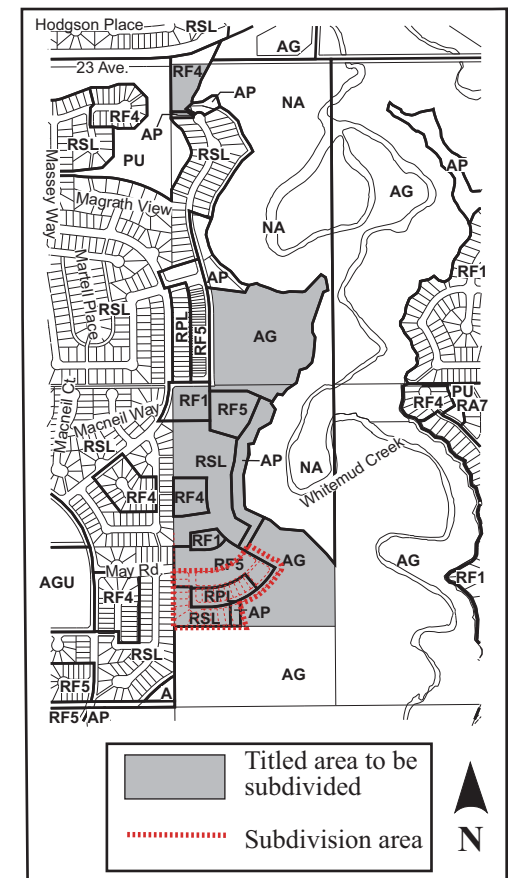 Hodgson Place
RSL
AG
23 Ave.
RF4
AP
NA
RF4
AP
RSL
PU
RSL
AP
Massey Way
Magrath View
AG
NA
RF1
AP
Martell Place
RSL
RPL
RF5
AG
Macneil Ct.
Macneil Way
RF1
RF5
RF4
PU
RA7
RSL
RSL
AP
NA
Whitemud Creek
RF4
RF4
RF1
RF5
AG
AG
May Rd.
AGU
RF4
RPL
RSL
AP
RF1
RSL
RF5
A
AG
RF5
AP
Titled area to be
subdivided
Subdivision area
N